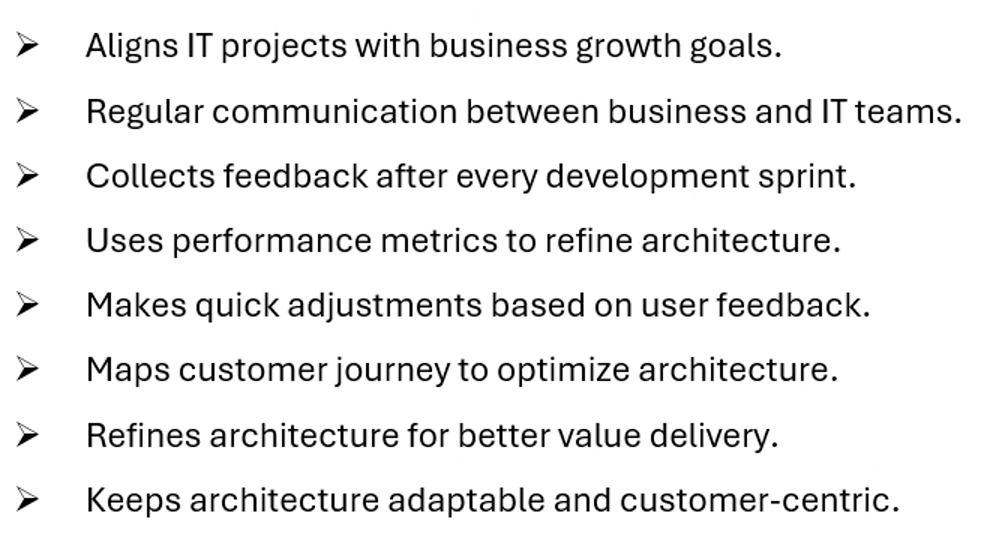 ➢ Aligns IT projects with business growth goals.
➢ Regular communication between business and IT teams.
➢ Collects feedback after every development sprint.
➢ Uses performance metrics to refine architecture.
➢ Makes quick adjustments based on user feedback.
➢ Maps customer journey to optimize architecture.
➢ Refines architecture for better value delivery.
➢ Keeps architecture adaptable and customer-centric.